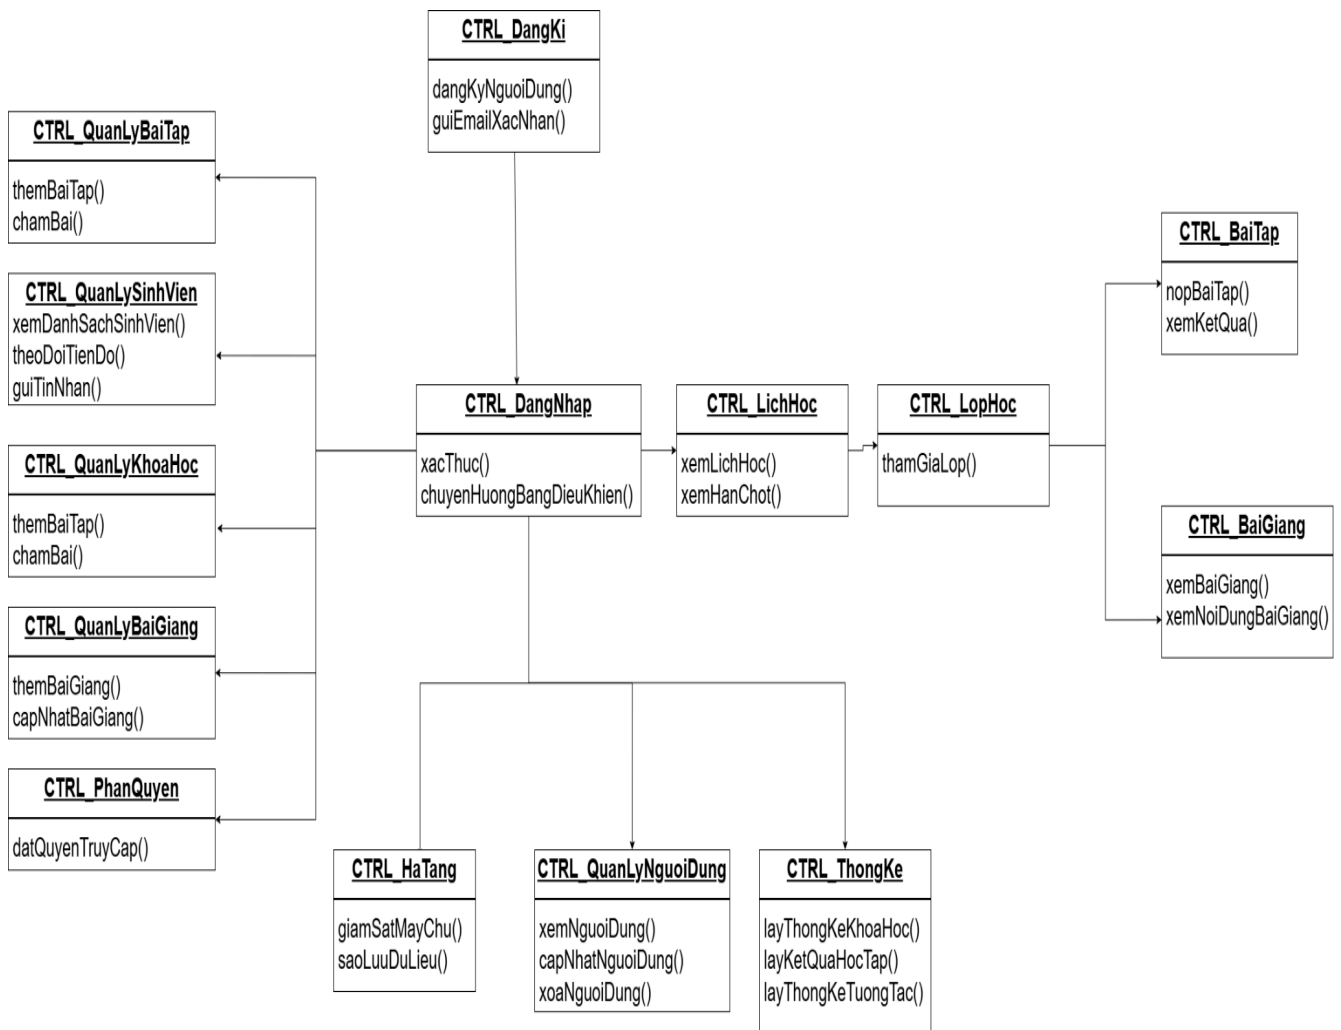 CTRL_DangKi
dangKyNguoiDung()
guiEmailXacNhan()
CTRL_QuanLyBaiTap
themBaiTap()
chamBai()
CTRL_QuanLySinhVien
xemDanhSachSinhVien()
theoDoiTienDo()
guiTinNhan()
CTRL_QuanLyKhoaHoc
themBaiTap()
chamBai()
CTRL_QuanLyBaiGiang
themBaiGiang()
capNhatBaiGiang()
CTRL_PhanQuyen
datQuyenTruyCap()
CTRL_DangNhap
xacThuc()
chuyenHuongBangDieuKhien()
CTRL_LichHoc
xemLichHoc()
xemHanChot()
CTRL_LopHoc
thamGiaLop()
CTRL_BaiTap
nopBaiTap()
xemKetQua()
CTRL_BaiGiang
xemBaiGiang()
xemNoiDungBaiGiang()
CTRL_HaTang
giamSatMayChu()
saoLuuDuLieu()
CTRL_QuanLyNguoiDung
xemNguoiDung()
capNhatNguoiDung()
xoaNguoiDung()
CTRL_ThongKe
layThongKeKhoaHoc()
layKetQuaHocTap()
layThongKeTuongTac()